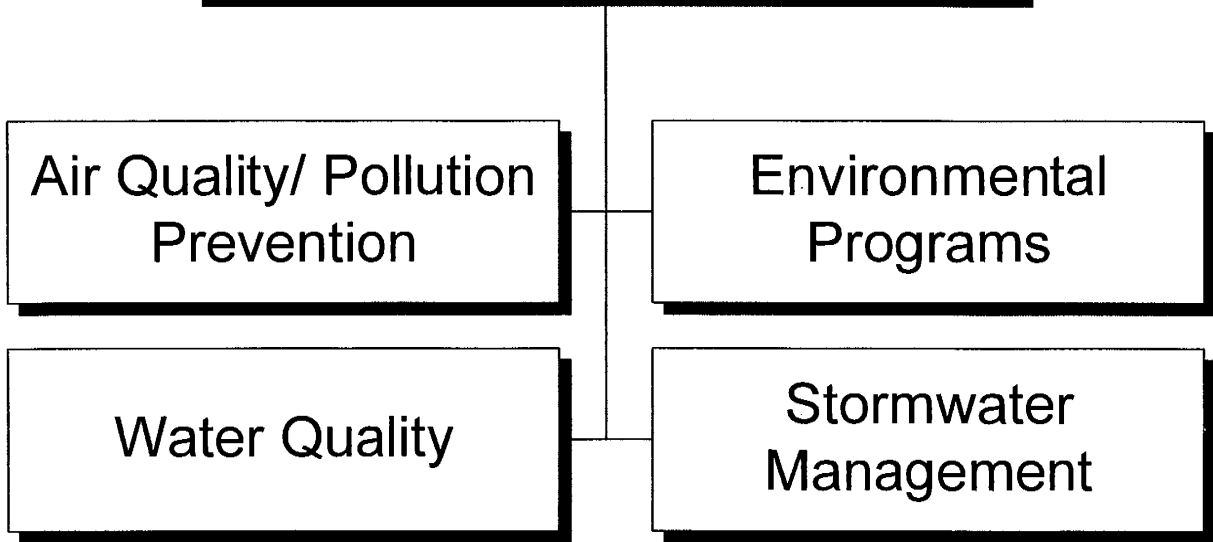 Air Quality/ Pollution
Prevention
Environmental
Programs
Water Quality
Stormwater
Management